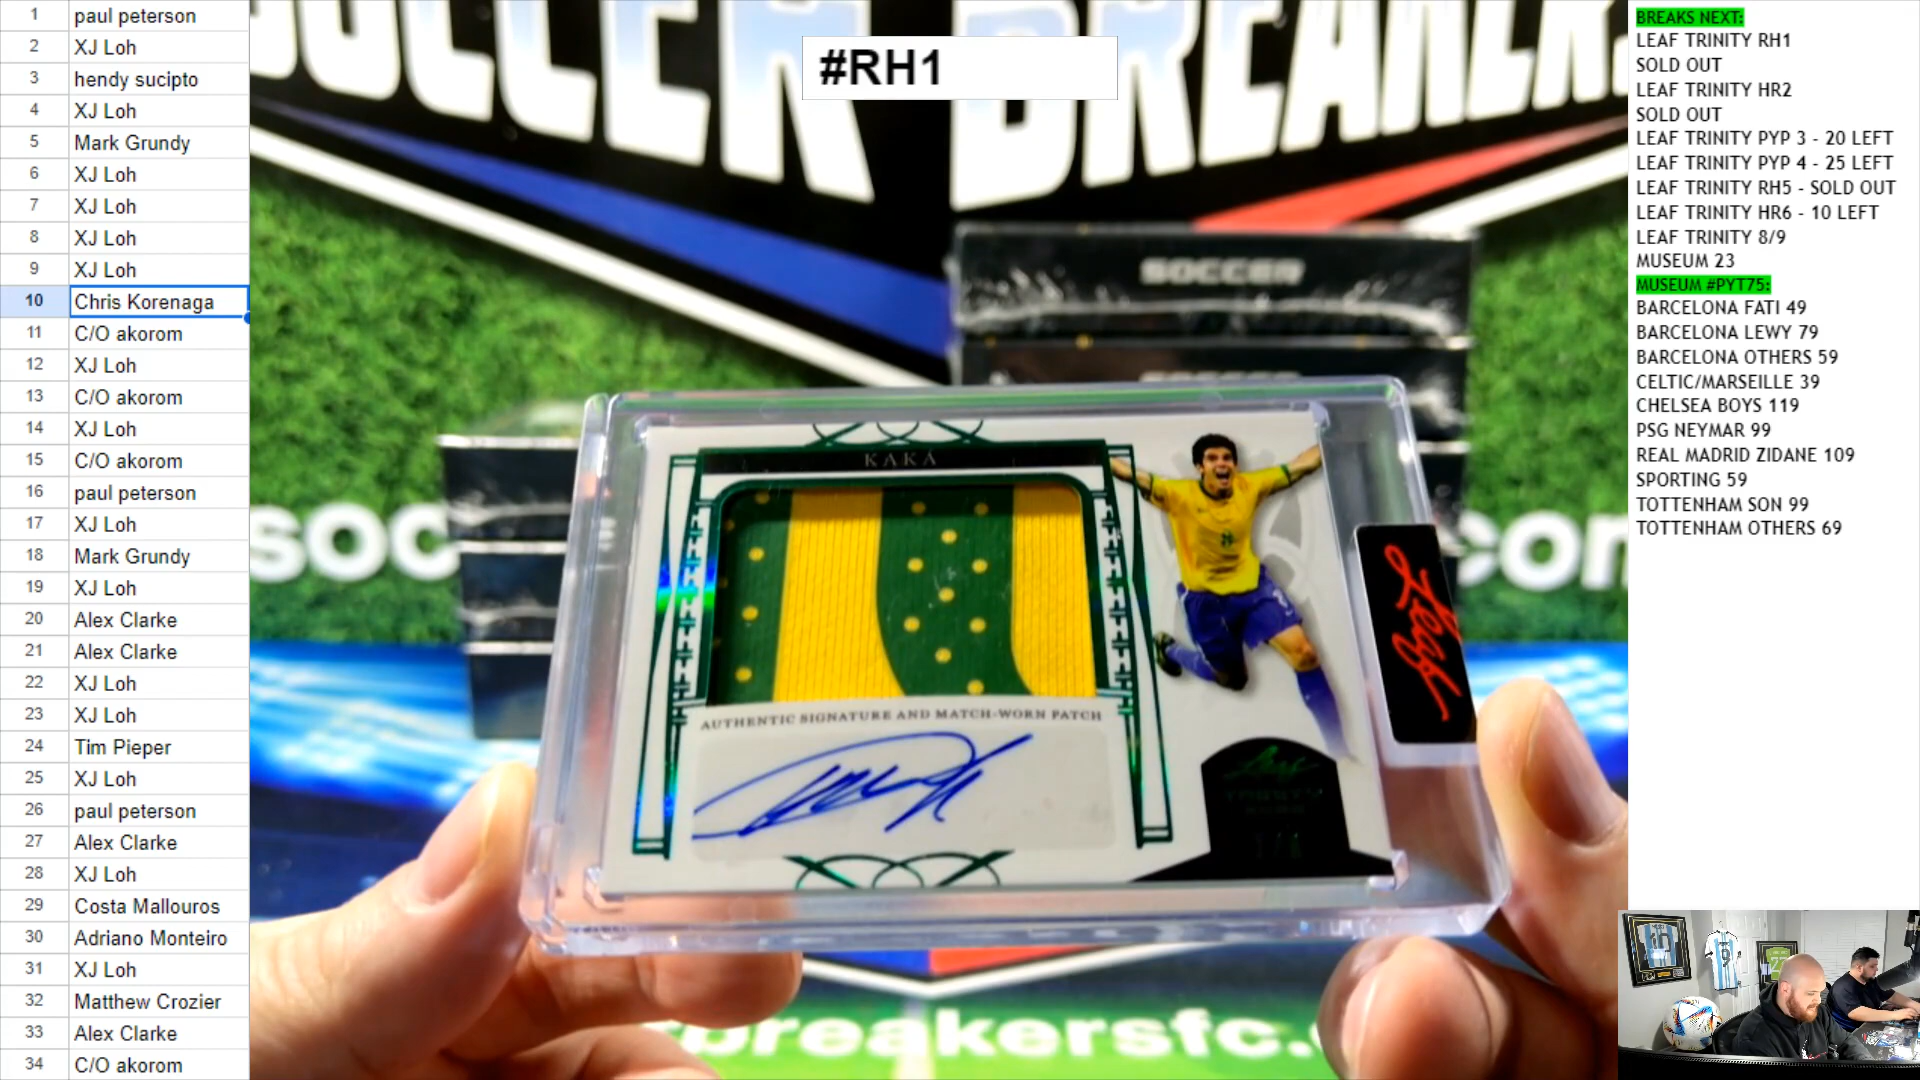 1 paul peterson
2 XJ Loh
3 hendy sucipto
4 XJ Loh
5 Mark Grundy
6 XJ Loh
7 XJ Loh
8 XJ Loh
9 XJ Loh
10 Chris Korenaga
11 C/O akorom
12 XJ Loh
13 C/O akorom
14 XJ Loh
15 C/O akorom
16 paul peterson
17 XJ Loh
18 Mark Grundy
19 XJ Loh
20 Alex Clarke
21 Alex Clarke
22 XJ Loh
23 XJ Loh
24 Tim Pieper
25 XJ Loh
26 paul peterson
27 Alex Clarke
28 XJ Loh
29 Costa Mallouros
30 Adriano Monteiro
31 XJ Loh
32 Matthew Crozier
33 Alex Clarke
34 C/O akorom
SOCCER BREAKERS
#RH1
SOCCER
KAKÁ
AUTHENTIC SIGNATURE AND MATCH-WORN PATCH
Leaf
Leaf
TRINITY
BREAKS NEXT:
LEAF TRINITY RH1
SOLD OUT
LEAF TRINITY HR2
SOLD OUT
LEAF TRINITY PYP 3 - 20 LEFT
LEAF TRINITY PYP 4 - 25 LEFT
LEAF TRINITY RH5 - SOLD OUT
LEAF TRINITY HR6 - 10 LEFT
LEAF TRINITY 8/9
MUSEUM 23
MUSEUM #PYT75:
BARCELONA FATI 49
BARCELONA LEWY 79
BARCELONA OTHERS 59
CELTIC/MARSEILLE 39
CHELSEA BOYS 119
PSG NEYMAR 99
REAL MADRID ZIDANE 109
SPORTING 59
TOTTENHAM SON 99
TOTTENHAM OTHERS 69